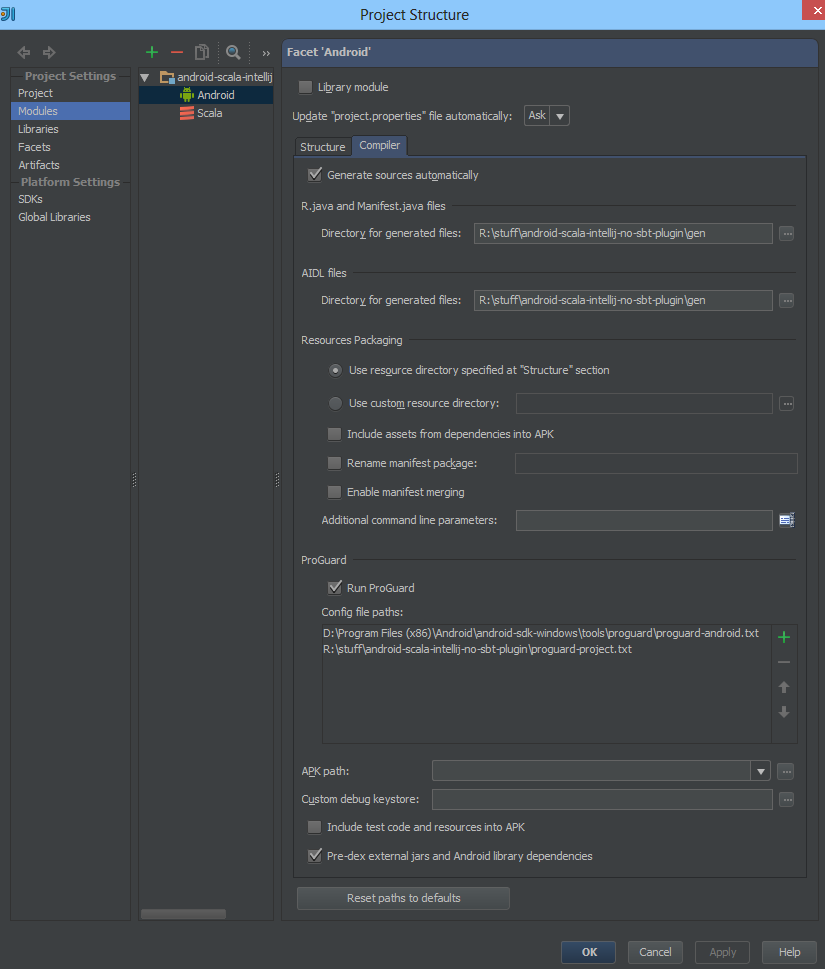 Project Structure
Project Settings
Project
Modules
Libraries
Facets
Artifacts
Platform Settings
SDKs
Global Libraries
android-scala-intellij
Android
Scala
Facet 'Android'
Library module
Update "project.properties" file automatically: Ask
Structure Compiler
Generate sources automatically
R.java and Manifest.java files
Directory for generated files: R:\stuff\android-scala-intellij-no-sbt-plugin\gen ...
AIDL files
Directory for generated files: R:\stuff\android-scala-intellij-no-sbt-plugin\gen ...
Resources Packaging
Use resource directory specified at "Structure" section
Use custom resource directory: ...
Include assets from dependencies into APK
Rename manifest package:
Enable manifest merging
Additional command line parameters:
ProGuard
Run ProGuard
Config file paths:
D:\Program Files (x86)\Android\android-sdk-windows\tools\proguard\proguard-android.txt
R:\stuff\android-scala-intellij-no-sbt-plugin\proguard-project.txt
APK path: ...
Custom debug keystore: ...
Include test code and resources into APK
Pre-dex external jars and Android library dependencies
Reset paths to defaults
OK Cancel Apply Help